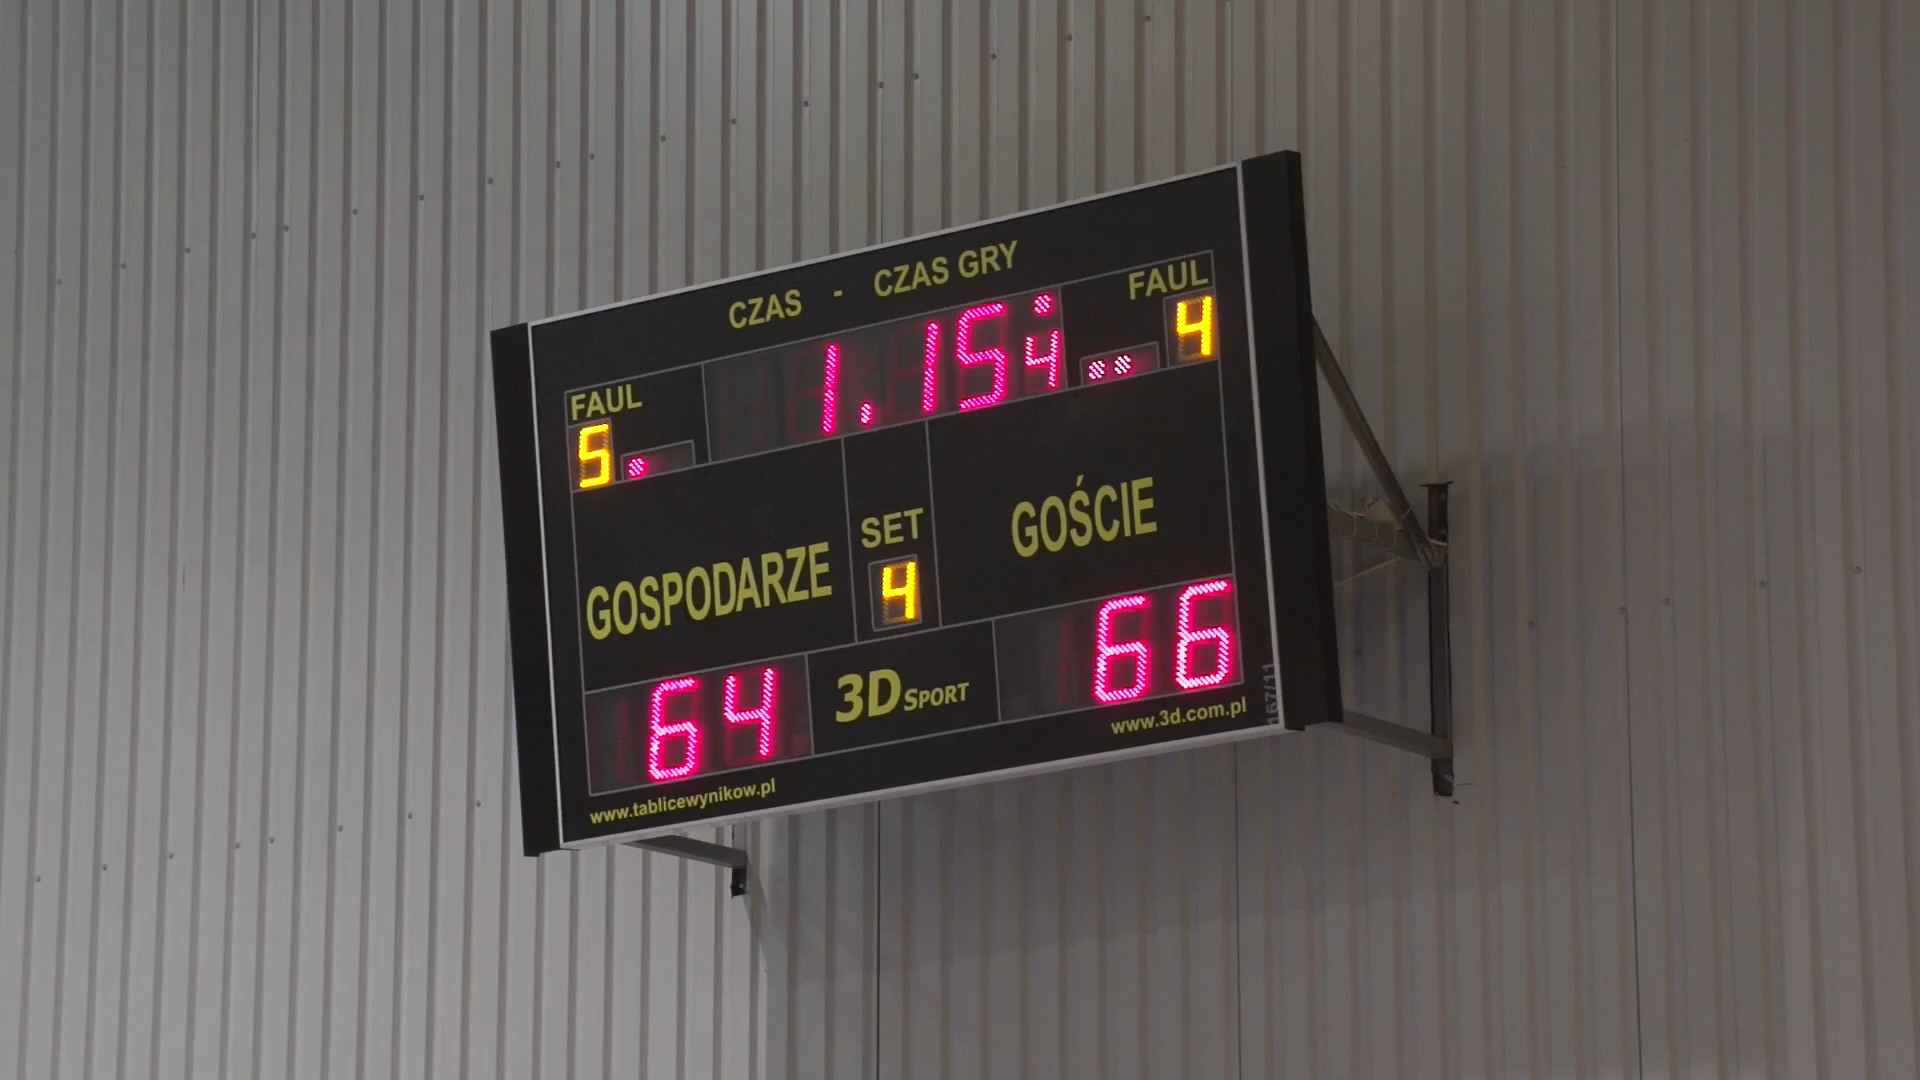 CZAS - CZAS GRY
FAUL
1.15 4
FAUL
4
5
SET
GOSPODARZE
4
GOŚCIE
64
3D SPORT
66
www.tablicewynikow.pl
www.3d.com.pl
167/11